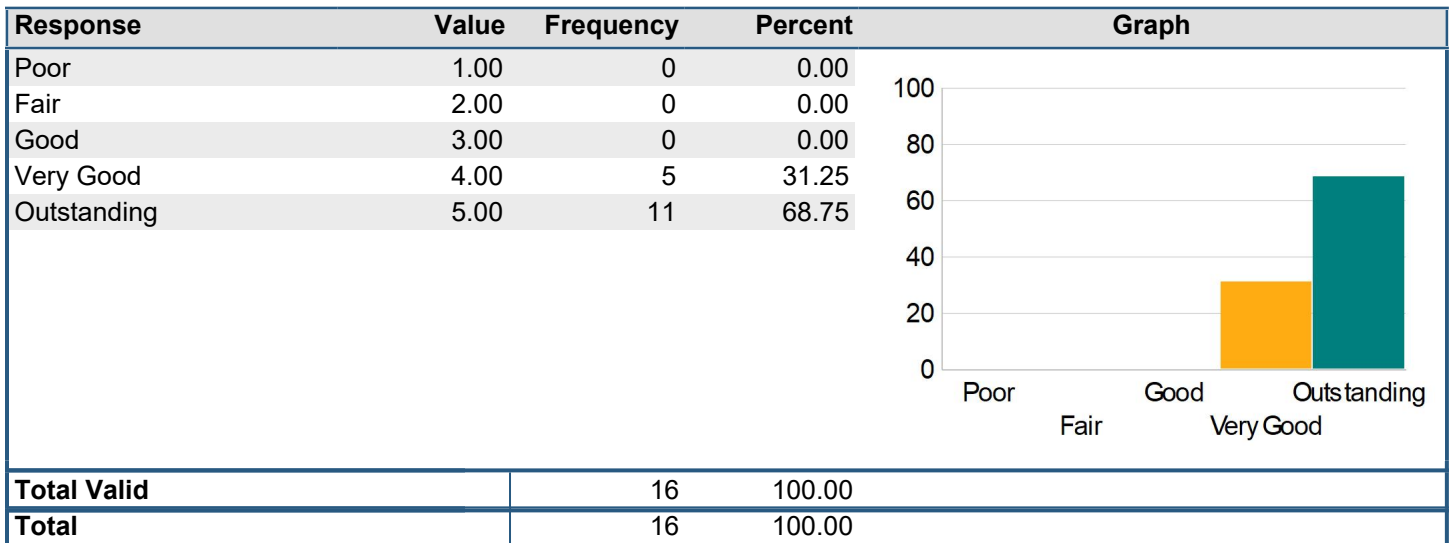 Response Value Frequency Percent Graph
Poor 1.00 0 0.00
Fair 2.00 0 0.00
Good 3.00 0 0.00
Very Good 4.00 5 31.25
Outstanding 5.00 11 68.75
100
80
60
40
20
0
Poor Good Outstanding
Fair Very Good
Total Valid 16 100.00
Total 16 100.00